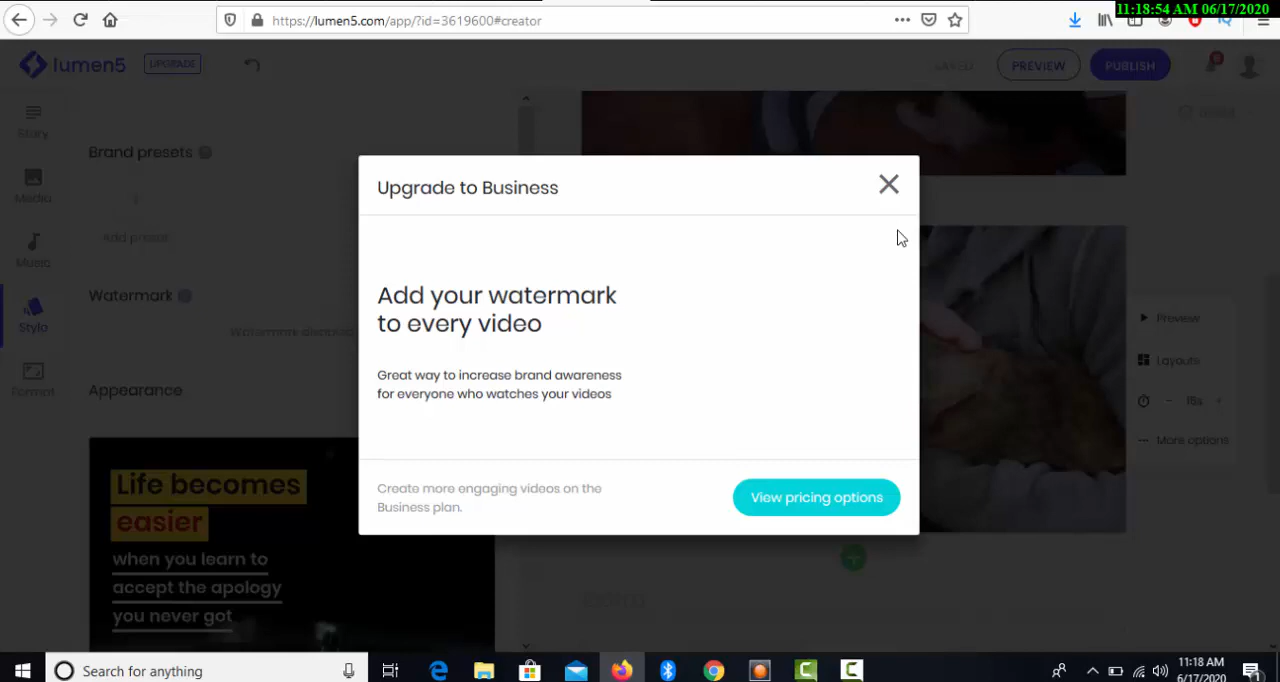 11:18:54 AM 06/17/2020
https://lumen5.com/app/?id=3619600#creator
lumen5
UPGRADE
SAVED
PREVIEW
PUBLISH
Story
Media
Music
Style
Format
Brand presets
Add preset
Watermark
Appearance
Life becomes
easier
when you learn to
accept the apology
you never got
Upgrade to Business
Add your watermark
to every video
Great way to increase brand awareness
for everyone who watches your videos
Create more engaging videos on the
Business plan.
View pricing options
Preview
Layouts
18s
More options
Search for anything
11:18 AM
6/17/2020